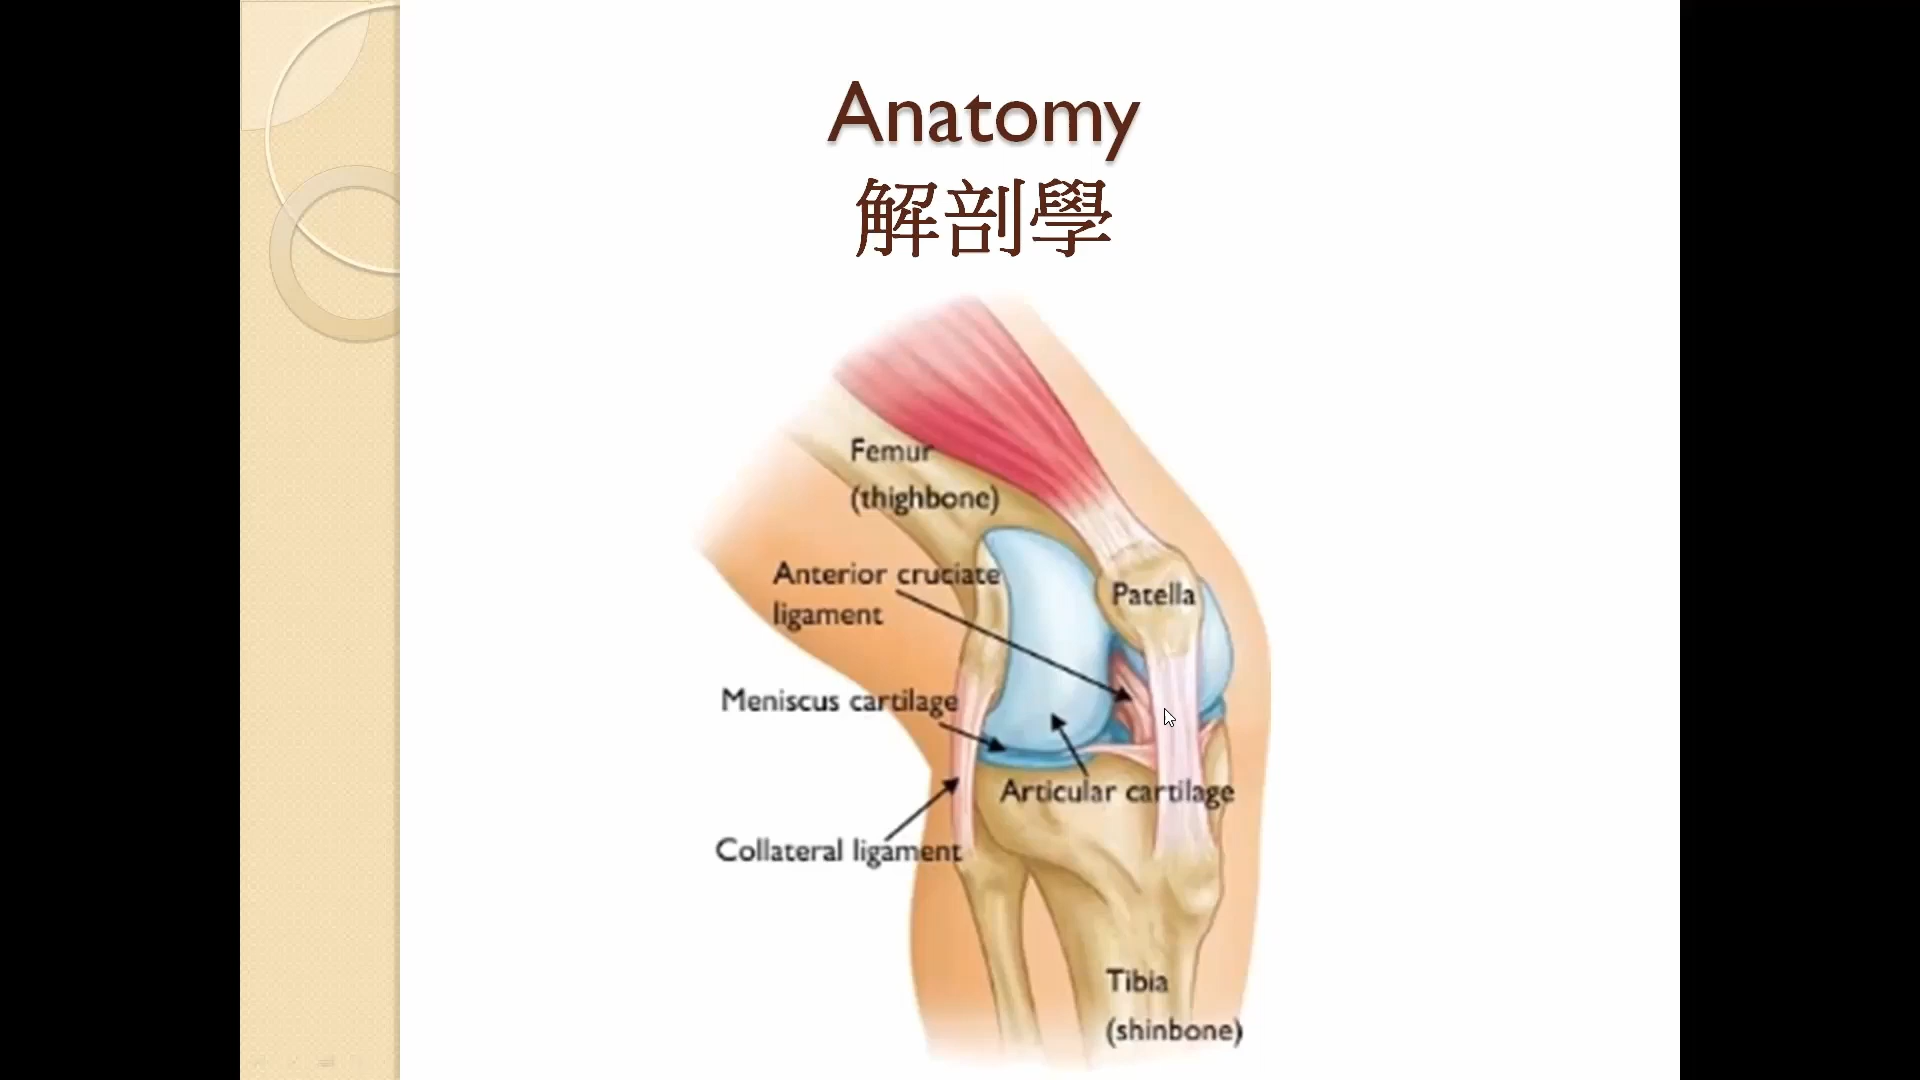 Anatomy
解剖學
Femur
(thighbone)
Anterior cruciate
ligament
Patella
Meniscus cartilage
Articular cartilage
Collateral ligament
Tibia
(shinbone)